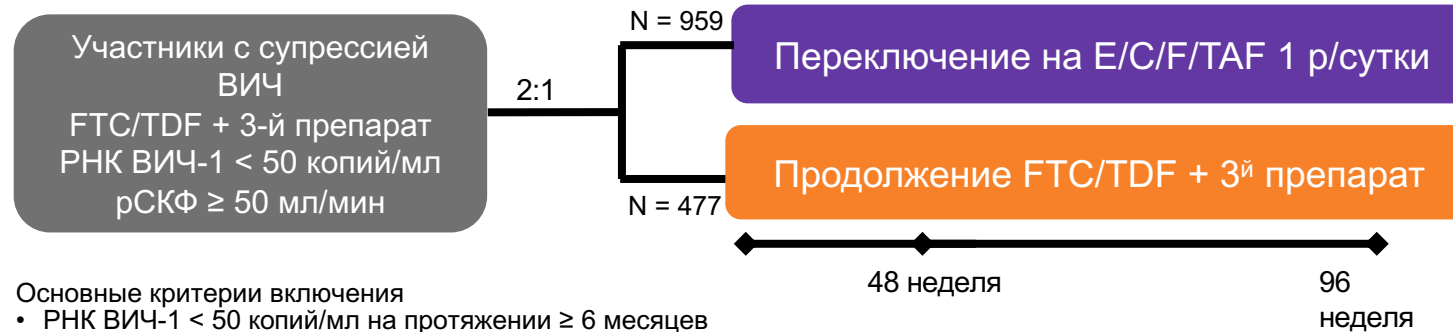 Участники с супрессией
ВИЧ
FTC/TDF + 3-й препарат
РНК ВИЧ-1 < 50 копий/мл
рСКФ ≥ 50 мл/мин
2:1
N = 959
Переключение на E/C/F/TAF 1 р/сутки
Продолжение FTC/TDF + 3й препарат
N = 477
48 неделя
96
неделя
Основные критерии включения
• РНК ВИЧ-1 < 50 копий/мл на протяжении ≥ 6 месяцев